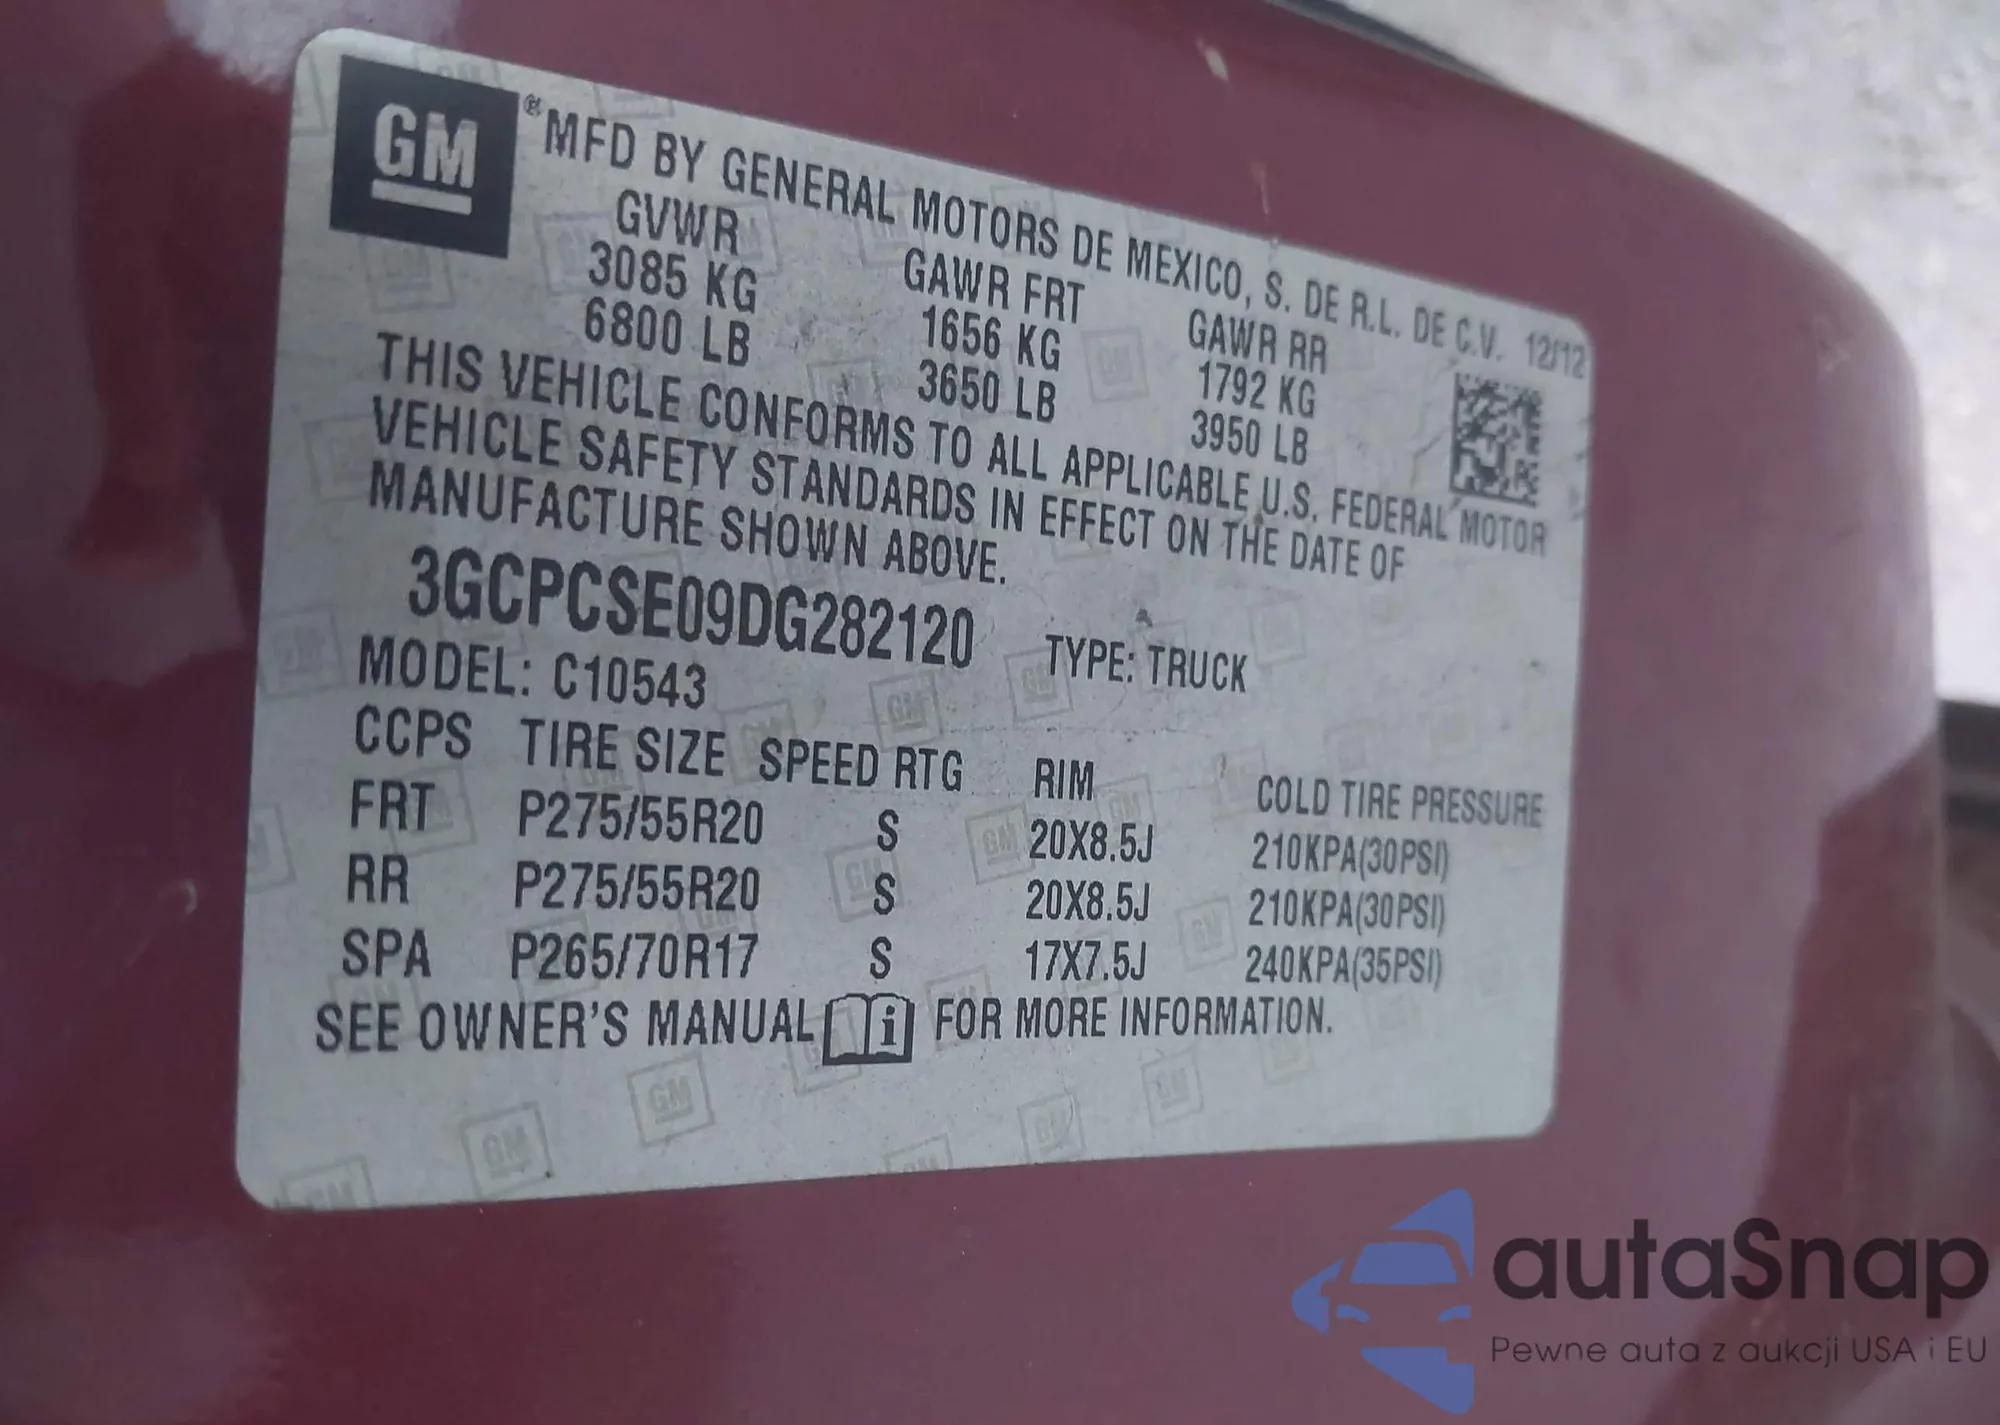 GM
®MFD BY GENERAL MOTORS DE MEXICO, S. DE R.L. DE C.V. 12/12
GVWR GAWR FRT GAWR RR
3085 KG 1656 KG 1792 KG
6800 LB 3650 LB 3950 LB
THIS VEHICLE CONFORMS TO ALL APPLICABLE U.S. FEDERAL MOTOR
VEHICLE SAFETY STANDARDS IN EFFECT ON THE DATE OF
MANUFACTURE SHOWN ABOVE.
3GCPCSE09DG282120 TYPE: TRUCK
MODEL: C10543
CCPS TIRE SIZE SPEED RTG RIM COLD TIRE PRESSURE
FRT P275/55R20 S 20X8.5J 210KPA(30PSI)
RR P275/55R20 S 20X8.5J 210KPA(30PSI)
SPA P265/70R17 S 17X7.5J 240KPA(35PSI)
SEE OWNER'S MANUAL i FOR MORE INFORMATION.
autaSnap
Pewne auta z aukcji USA i EU